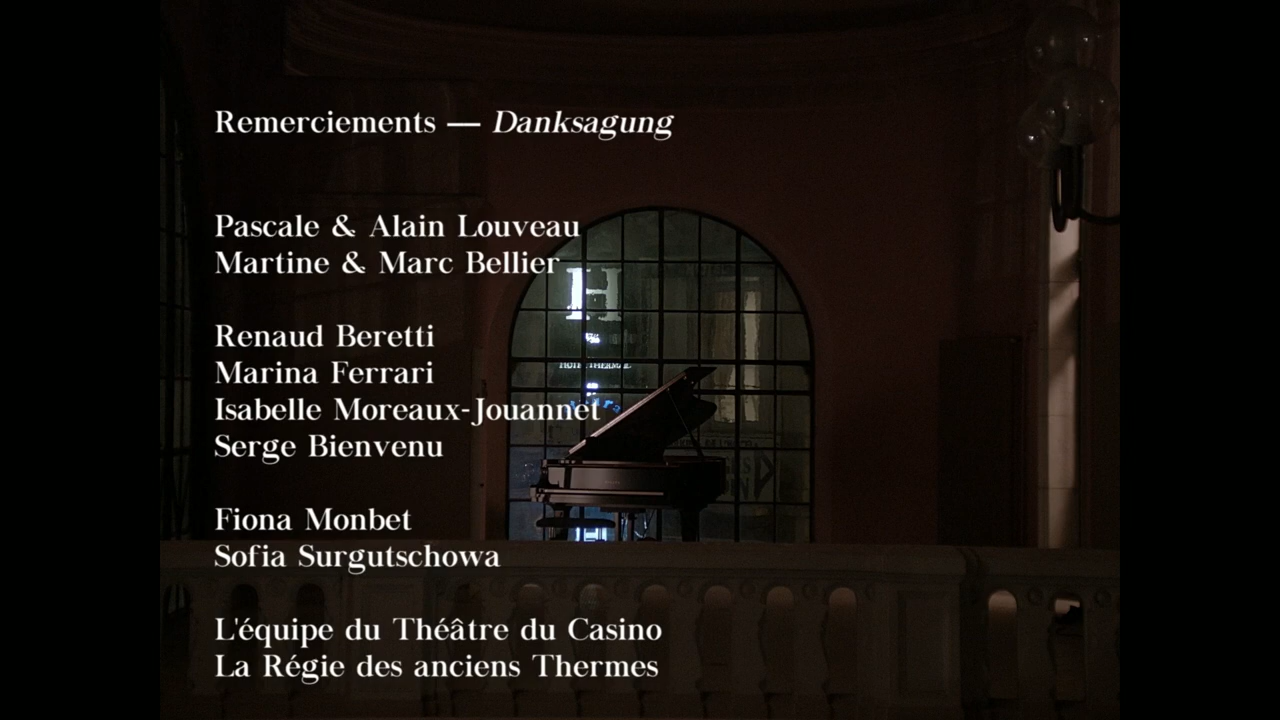 Remerciements — Danksagung
Pascale & Alain Louveau
Martine & Marc Bellier
Renaud Beretti
Marina Ferrari
Isabelle Moreaux-Jouannet
Serge Bienvenu
Fiona Monbet
Sofia Surgutschowa
L'équipe du Théâtre du Casino
La Régie des anciens Thermes
H